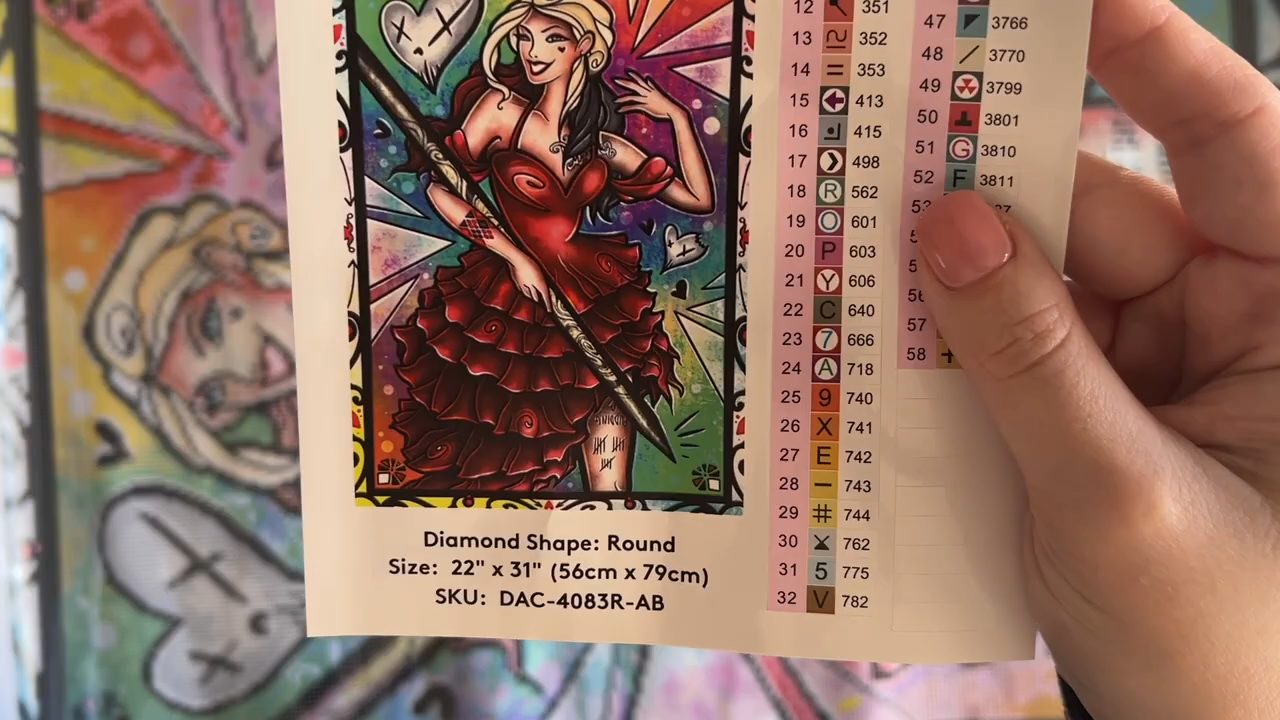 Diamond Shape: Round
Size: 22" x 31" (56cm x 79cm)
SKU: DAC-4083R-AB
12 351
13 352
14 = 353
15 413
16 415
17 498
18 R 562
19 O 601
20 P 603
21 Y 606
22 C 640
23 7 666
24 A 718
25 9 740
26 X 741
27 E 742
28 – 743
29 # 744
30 762
31 5 775
32 V 782
47 3766
48 / 3770
49 3799
50 3801
51 G 3810
52 F 3811
57
58 +